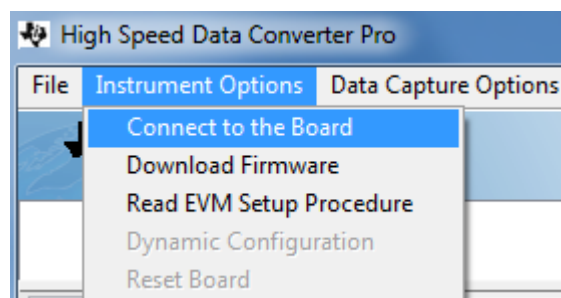 High Speed Data Converter Pro
File Instrument Options Data Capture Options
Connect to the Board
Download Firmware
Read EVM Setup Procedure
Dynamic Configuration
Reset Board